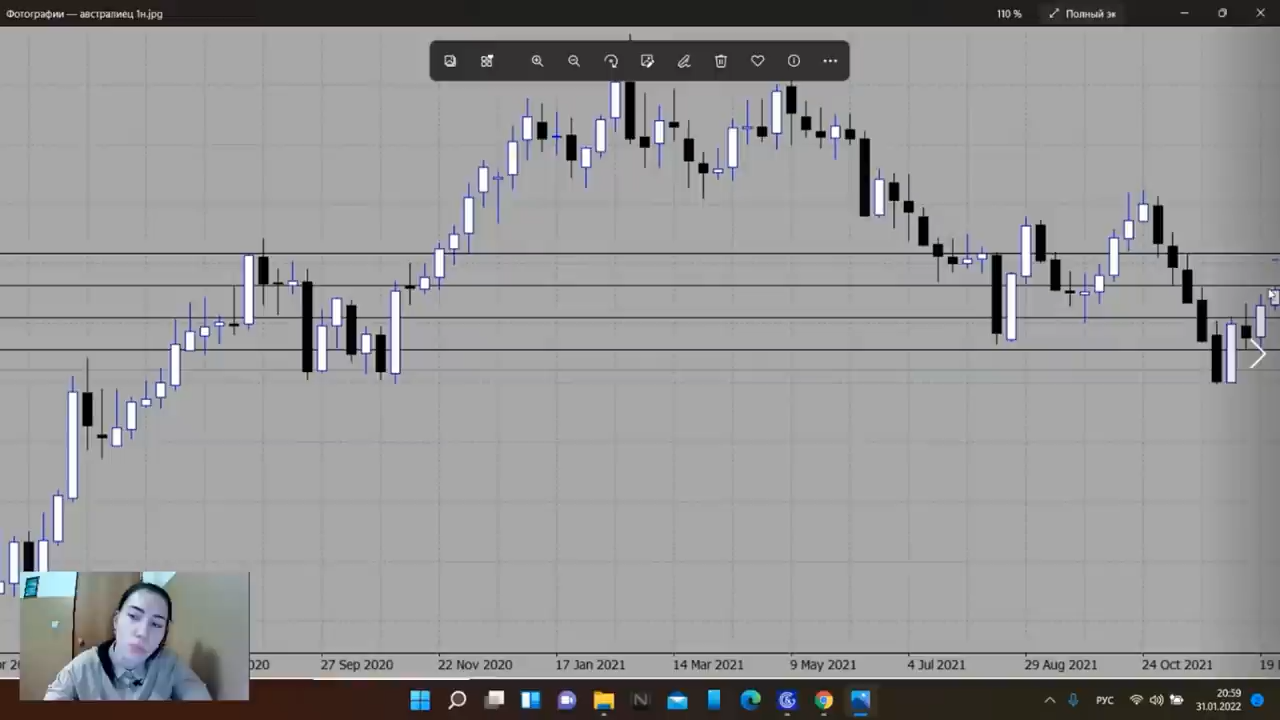 Фотографии — австралиец 1н.jpg
110 %
Полный эк
27 Sep 2020
22 Nov 2020
17 Jan 2021
14 Mar 2021
9 May 2021
4 Jul 2021
29 Aug 2021
24 Oct 2021
19
РУС
20:59
31.01.2022